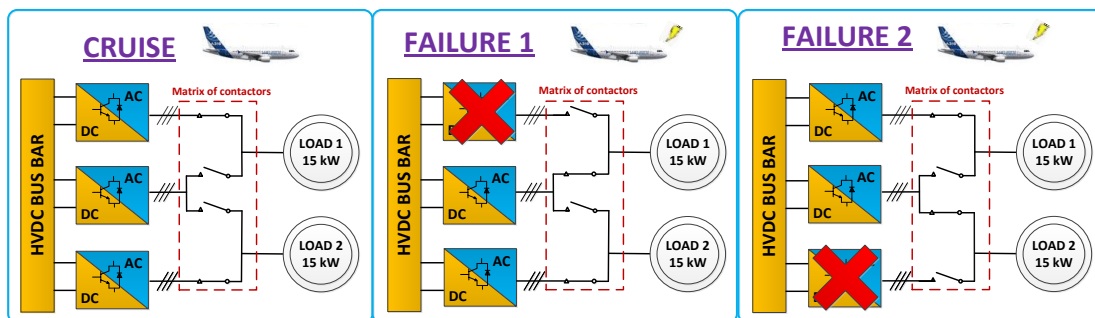 CRUISE
HVDC BUS BAR
AC
DC
AC
DC
AC
DC
Matrix of contactors
LOAD 1
15 kW
LOAD 2
15 kW
FAILURE 1
HVDC BUS BAR
AC
DC
AC
DC
Matrix of contactors
LOAD 1
15 kW
LOAD 2
15 kW
FAILURE 2
HVDC BUS BAR
AC
DC
AC
DC
Matrix of contactors
LOAD 1
15 kW
LOAD 2
15 kW